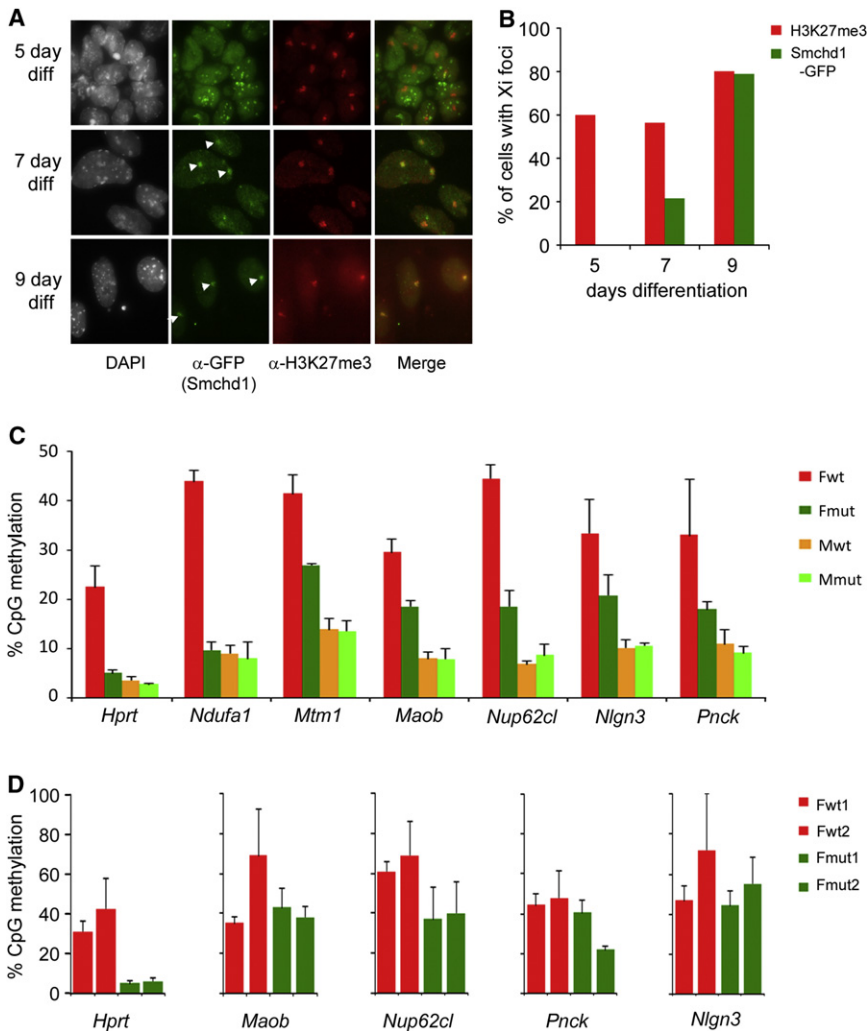 A
5 day
diff
7 day
diff
9 day
diff
DAPI
α-GFP
(Smchd1)
α-H3K27me3
Merge
B
% of cells with Xi foci
100
80
60
40
20
0
5
7
9
days differentiation
H3K27me3
Smchd1
-GFP
C
% CpG methylation
50
40
30
20
10
0
Hprt
Ndufa1
Mtm1
Maob
Nup62cl
Nlgn3
Pnck
Fwt
Fmut
Mwt
Mmut
D
% CpG methylation
100
80
60
40
20
0
Hprt
Maob
Nup62cl
Pnck
Nlgn3
Fwt1
Fwt2
Fmut1
Fmut2